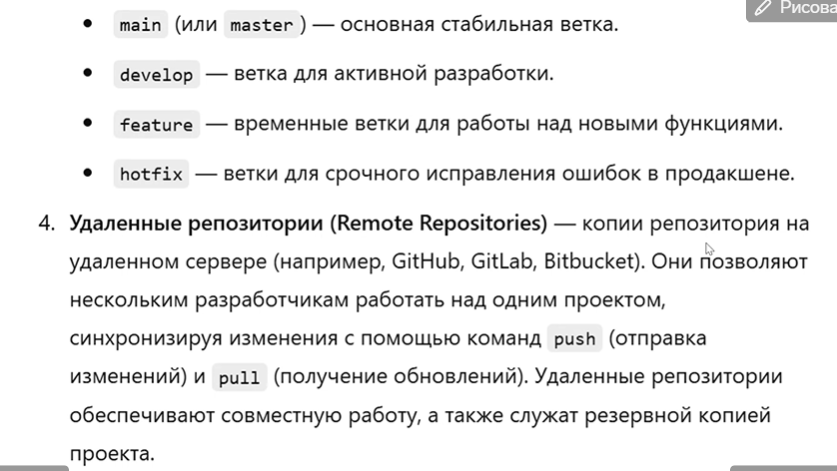 Рисова
• main (или master) — основная стабильная ветка.
• develop — ветка для активной разработки.
• feature — временные ветки для работы над новыми функциями.
• hotfix — ветки для срочного исправления ошибок в продакшене.
4. Удаленные репозитории (Remote Repositories) — копии репозитория на
удаленном сервере (например, GitHub, GitLab, Bitbucket). Они позволяют
нескольким разработчикам работать над одним проектом,
синхронизируя изменения с помощью команд push (отправка
изменений) и pull (получение обновлений). Удаленные репозитории
обеспечивают совместную работу, а также служат резервной копией
проекта.